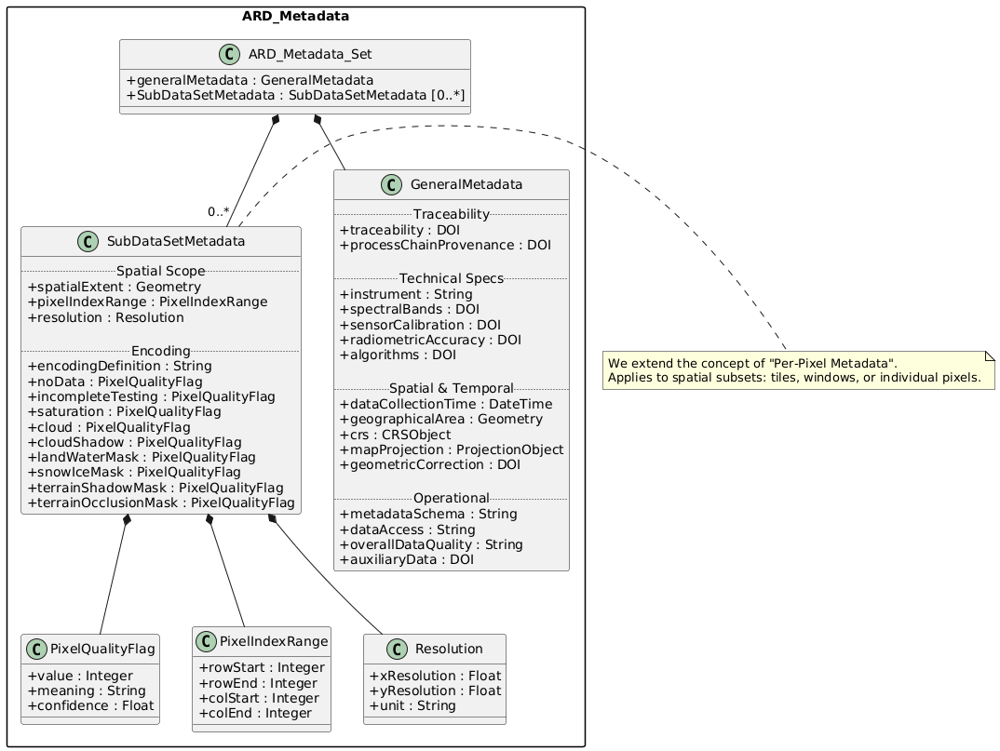 ARD_Metadata
C ARD_Metadata_Set
+generalMetadata : GeneralMetadata
+SubDataSetMetadata : SubDataSetMetadata [0..*]
0..*
C GeneralMetadata
Traceability
+traceability : DOI
+processChainProvenance : DOI
Technical Specs
+instrument : String
+spectralBands : DOI
+sensorCalibration : DOI
+radiometricAccuracy : DOI
+algorithms : DOI
Spatial & Temporal
+dataCollectionTime : DateTime
+geographicalArea : Geometry
+crs : CRSObject
+mapProjection : ProjectionObject
+geometricCorrection : DOI
Operational
+metadataSchema : String
+dataAccess : String
+overallDataQuality : String
+auxiliaryData : DOI
C SubDataSetMetadata
Spatial Scope
+spatialExtent : Geometry
+pixelIndexRange : PixelIndexRange
+resolution : Resolution
Encoding
+encodingDefinition : String
+noData : PixelQualityFlag
+incompleteTesting : PixelQualityFlag
+saturation : PixelQualityFlag
+cloud : PixelQualityFlag
+cloudShadow : PixelQualityFlag
+landWaterMask : PixelQualityFlag
+snowIceMask : PixelQualityFlag
+terrainShadowMask : PixelQualityFlag
+terrainOcclusionMask : PixelQualityFlag
We extend the concept of "Per-Pixel Metadata".
Applies to spatial subsets: tiles, windows, or individual pixels.
C PixelQualityFlag
+value : Integer
+meaning : String
+confidence : Float
C PixelIndexRange
+rowStart : Integer
+rowEnd : Integer
+colStart : Integer
+colEnd : Integer
C Resolution
+xResolution : Float
+yResolution : Float
+unit : String